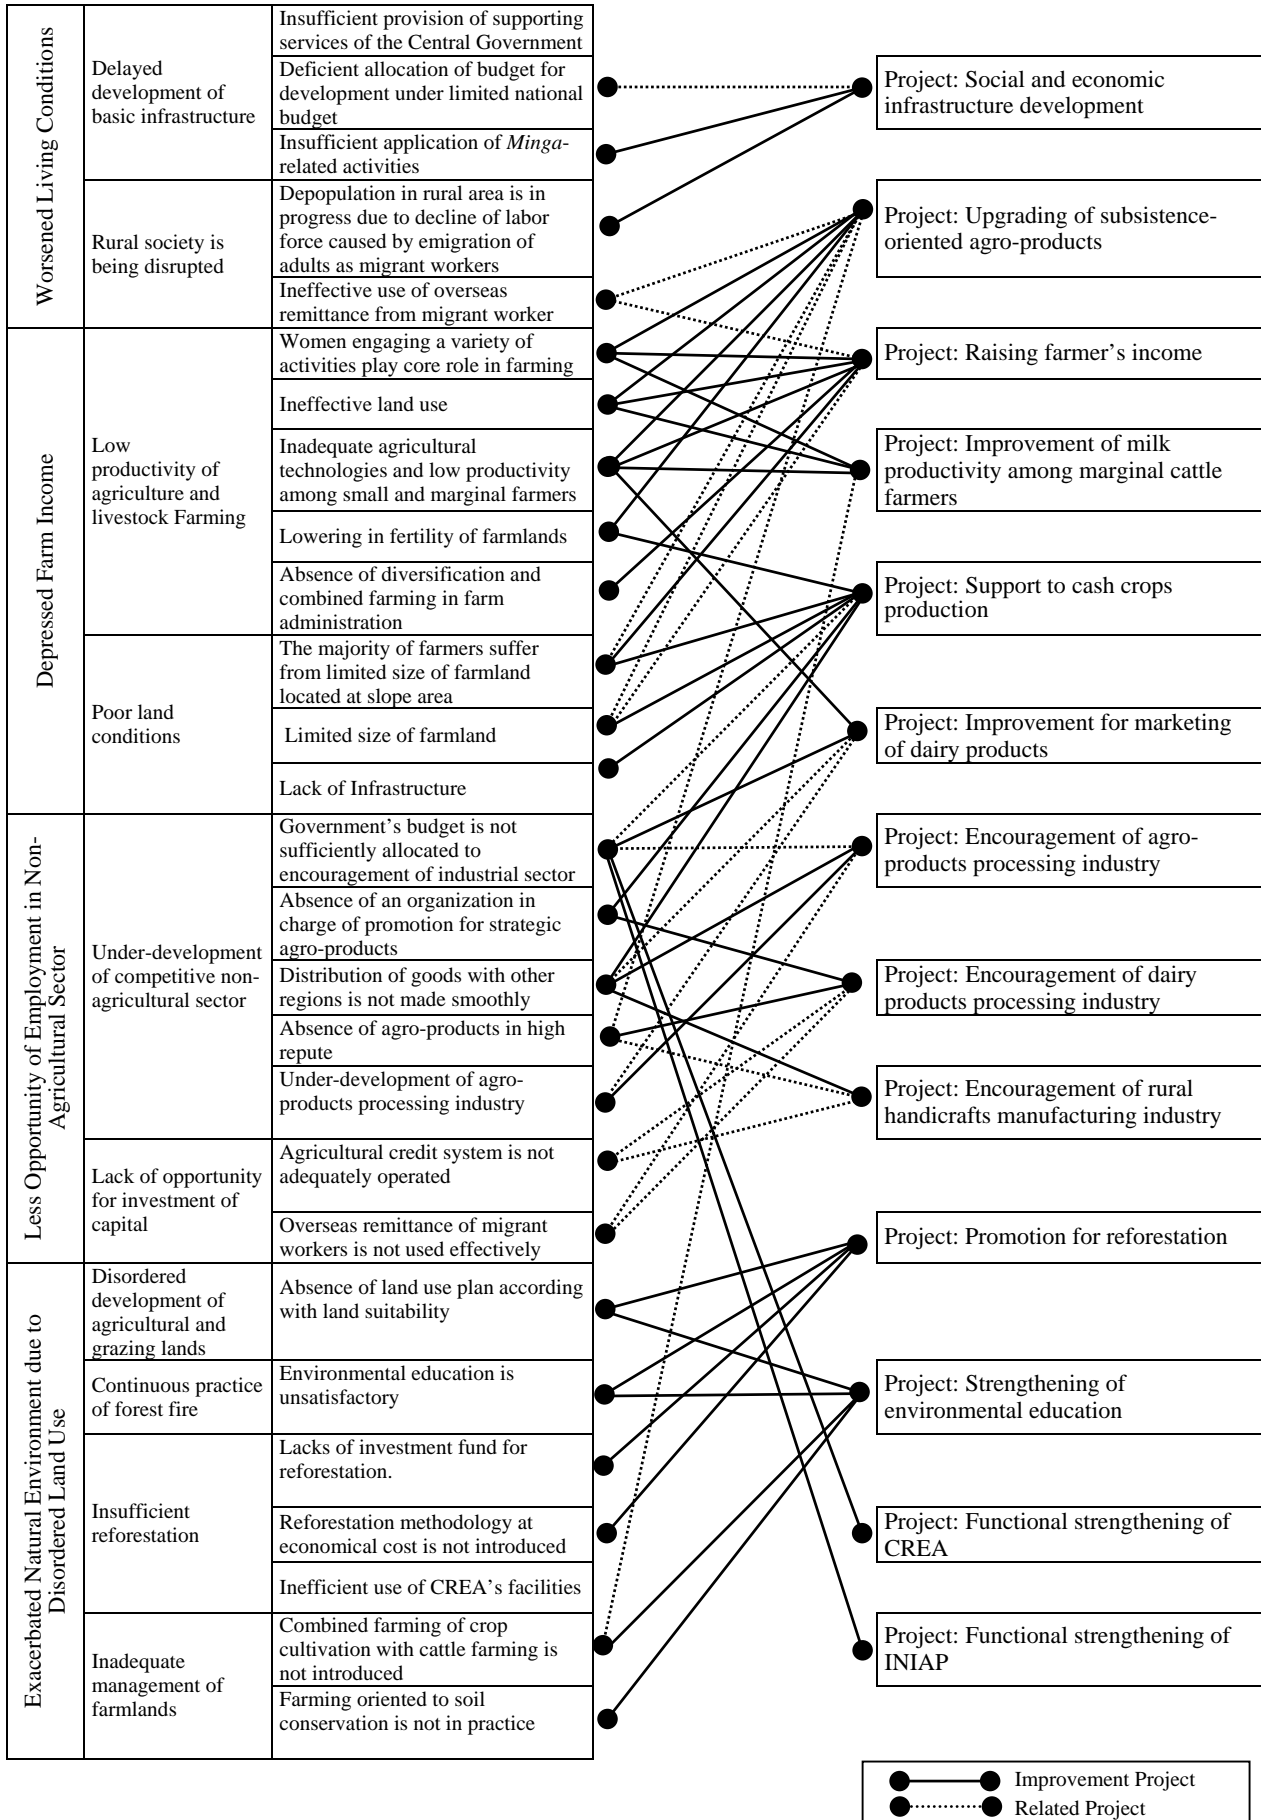 Worsened Living Conditions
Delayed
development of
basic infrastructure
Insufficient provision of supporting
services of the Central Government
Deficient allocation of budget for
development under limited national
budget
Insufficient application of Minga-
related activities
Rural society is
being disrupted
Depopulation in rural area is in
progress due to decline of labor
force caused by emigration of
adults as migrant workers
Ineffective use of overseas
remittance from migrant worker
Depressed Farm Income
Low
productivity of
agriculture and
livestock Farming
Women engaging a variety of
activities play core role in farming
Ineffective land use
Inadequate agricultural
technologies and low productivity
among small and marginal farmers
Lowering in fertility of farmlands
Absence of diversification and
combined farming in farm
administration
Poor land
conditions
The majority of farmers suffer
from limited size of farmland
located at slope area
Limited size of farmland
Lack of Infrastructure
Less Opportunity of Employment in Non-
Agricultural Sector
Under-development
of competitive non-
agricultural sector
Government's budget is not
sufficiently allocated to
encouragement of industrial sector
Absence of an organization in
charge of promotion for strategic
agro-products
Distribution of goods with other
regions is not made smoothly
Absence of agro-products in high
repute
Under-development of agro-
products processing industry
Lack of opportunity
for investment of
capital
Agricultural credit system is not
adequately operated
Overseas remittance of migrant
workers is not used effectively
Exacerbated Natural Environment due to
Disordered Land Use
Disordered
development of
agricultural and
grazing lands
Absence of land use plan according
with land suitability
Continuous practice
of forest fire
Environmental education is
unsatisfactory
Insufficient
reforestation
Lacks of investment fund for
reforestation.
Reforestation methodology at
economical cost is not introduced
Inefficient use of CREA's facilities
Inadequate
management of
farmlands
Combined farming of crop
cultivation with cattle farming is
not introduced
Farming oriented to soil
conservation is not in practice
Project: Social and economic
infrastructure development
Project: Upgrading of subsistence-
oriented agro-products
Project: Raising farmer's income
Project: Improvement of milk
productivity among marginal cattle
farmers
Project: Support to cash crops
production
Project: Improvement for marketing
of dairy products
Project: Encouragement of agro-
products processing industry
Project: Encouragement of dairy
products processing industry
Project: Encouragement of rural
handicrafts manufacturing industry
Project: Promotion for reforestation
Project: Strengthening of
environmental education
Project: Functional strengthening of
CREA
Project: Functional strengthening of
INIAP
Improvement Project
Related Project